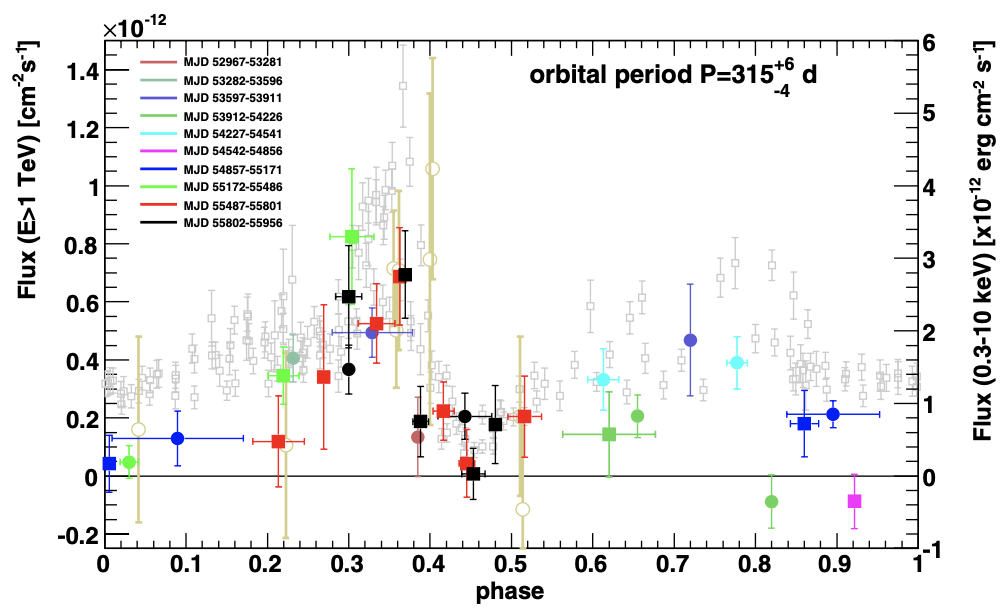 ×10⁻¹²
Flux (E>1 TeV) [cm⁻²s⁻¹]
1.4
1.2
1
0.8
0.6
0.4
0.2
0
-0.2
MJD 52967-53281
MJD 53282-53596
MJD 53597-53911
MJD 53912-54226
MJD 54227-54541
MJD 54542-54856
MJD 54857-55171
MJD 55172-55486
MJD 55487-55801
MJD 55802-55956
orbital period P=315⁺⁶₋₄ d
6
5
4
3
2
1
0
-1
Flux (0.3-10 keV) [x10⁻¹² erg cm⁻² s⁻¹]
0 0.1 0.2 0.3 0.4 0.5 0.6 0.7 0.8 0.9 1
phase